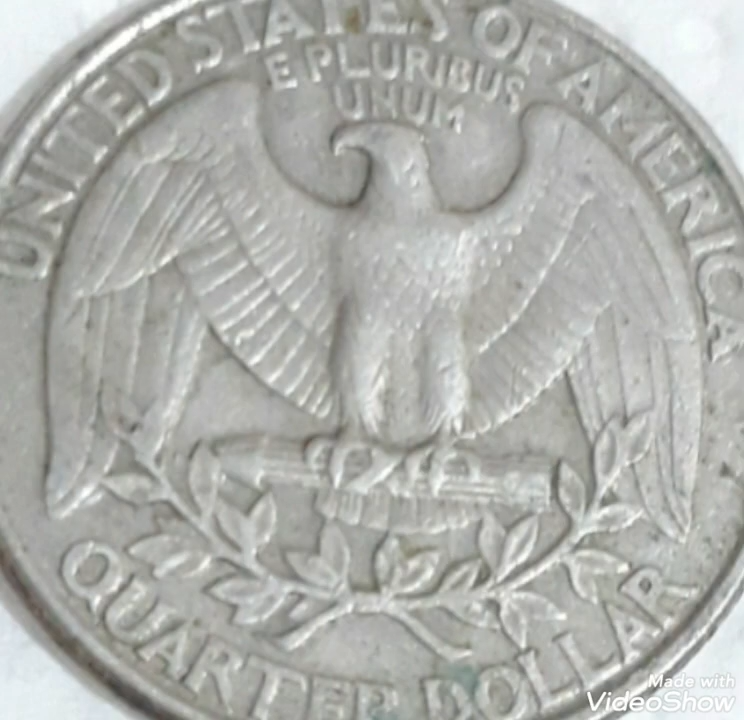 UNITED STATES OF AMERICA
E PLURIBUS
UNUM
QUARTER DOLLAR
Made with
VideoShow